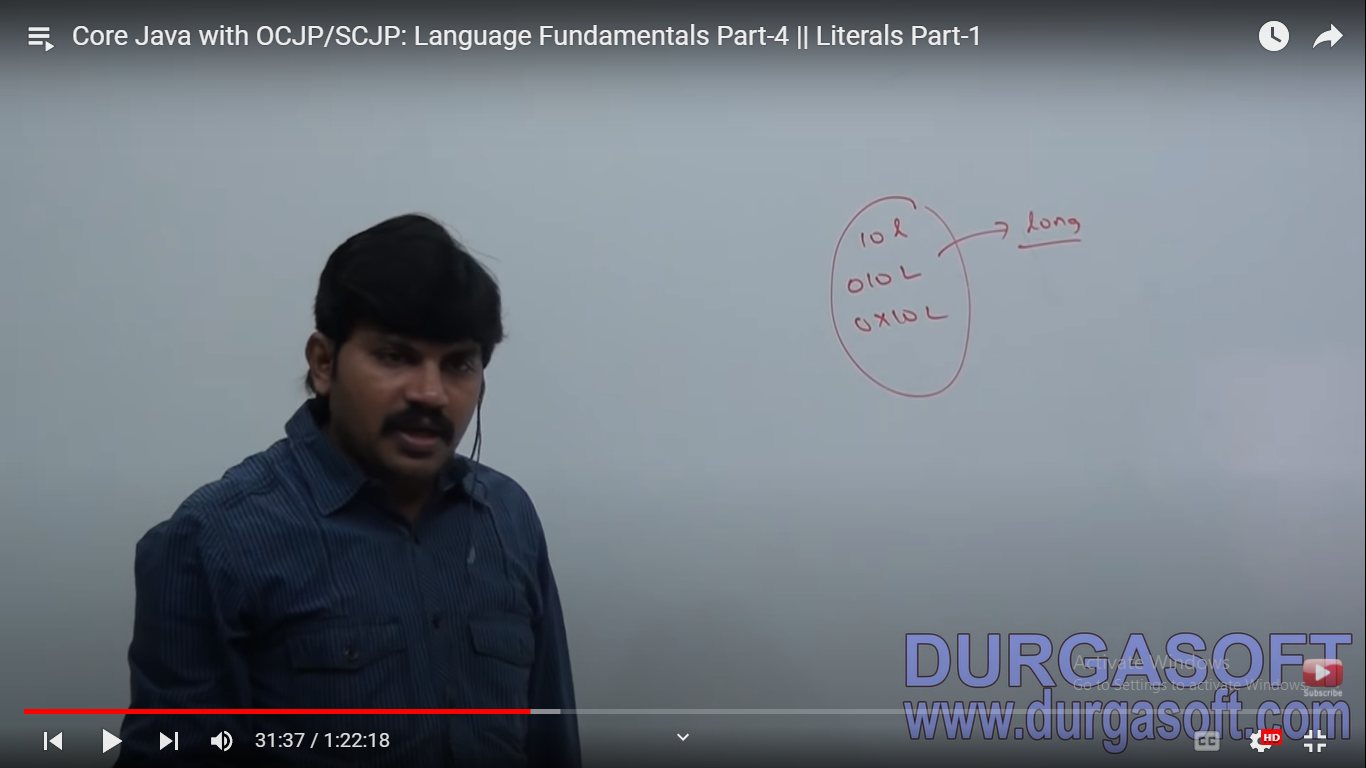 Core Java with OCJP/SCJP: Language Fundamentals Part-4 || Literals Part-1
10l
long
010L
0X10L
DURGASOFT
Activate Windows
Go to Settings to activate Windows.
Subscribe
www.durgasoft.com
31:37 / 1:22:18
CC
HD